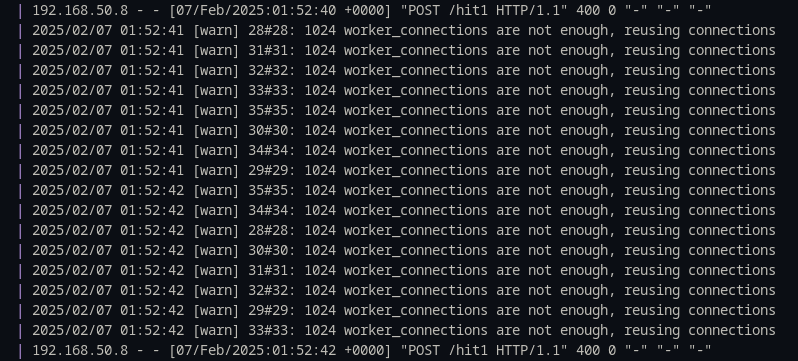 | 192.168.50.8 - - [07/Feb/2025:01:52:40 +0000] "POST /hit1 HTTP/1.1" 400 0 "-" "-" "-"
| 2025/02/07 01:52:41 [warn] 28#28: 1024 worker_connections are not enough, reusing connections
| 2025/02/07 01:52:41 [warn] 31#31: 1024 worker_connections are not enough, reusing connections
| 2025/02/07 01:52:41 [warn] 32#32: 1024 worker_connections are not enough, reusing connections
| 2025/02/07 01:52:41 [warn] 33#33: 1024 worker_connections are not enough, reusing connections
| 2025/02/07 01:52:41 [warn] 35#35: 1024 worker_connections are not enough, reusing connections
| 2025/02/07 01:52:41 [warn] 30#30: 1024 worker_connections are not enough, reusing connections
| 2025/02/07 01:52:41 [warn] 34#34: 1024 worker_connections are not enough, reusing connections
| 2025/02/07 01:52:41 [warn] 29#29: 1024 worker_connections are not enough, reusing connections
| 2025/02/07 01:52:42 [warn] 35#35: 1024 worker_connections are not enough, reusing connections
| 2025/02/07 01:52:42 [warn] 34#34: 1024 worker_connections are not enough, reusing connections
| 2025/02/07 01:52:42 [warn] 28#28: 1024 worker_connections are not enough, reusing connections
| 2025/02/07 01:52:42 [warn] 30#30: 1024 worker_connections are not enough, reusing connections
| 2025/02/07 01:52:42 [warn] 31#31: 1024 worker_connections are not enough, reusing connections
| 2025/02/07 01:52:42 [warn] 32#32: 1024 worker_connections are not enough, reusing connections
| 2025/02/07 01:52:42 [warn] 29#29: 1024 worker_connections are not enough, reusing connections
| 2025/02/07 01:52:42 [warn] 33#33: 1024 worker_connections are not enough, reusing connections
| 192.168.50.8 - - [07/Feb/2025:01:52:42 +0000] "POST /hit1 HTTP/1.1" 400 0 "-" "-" "-"